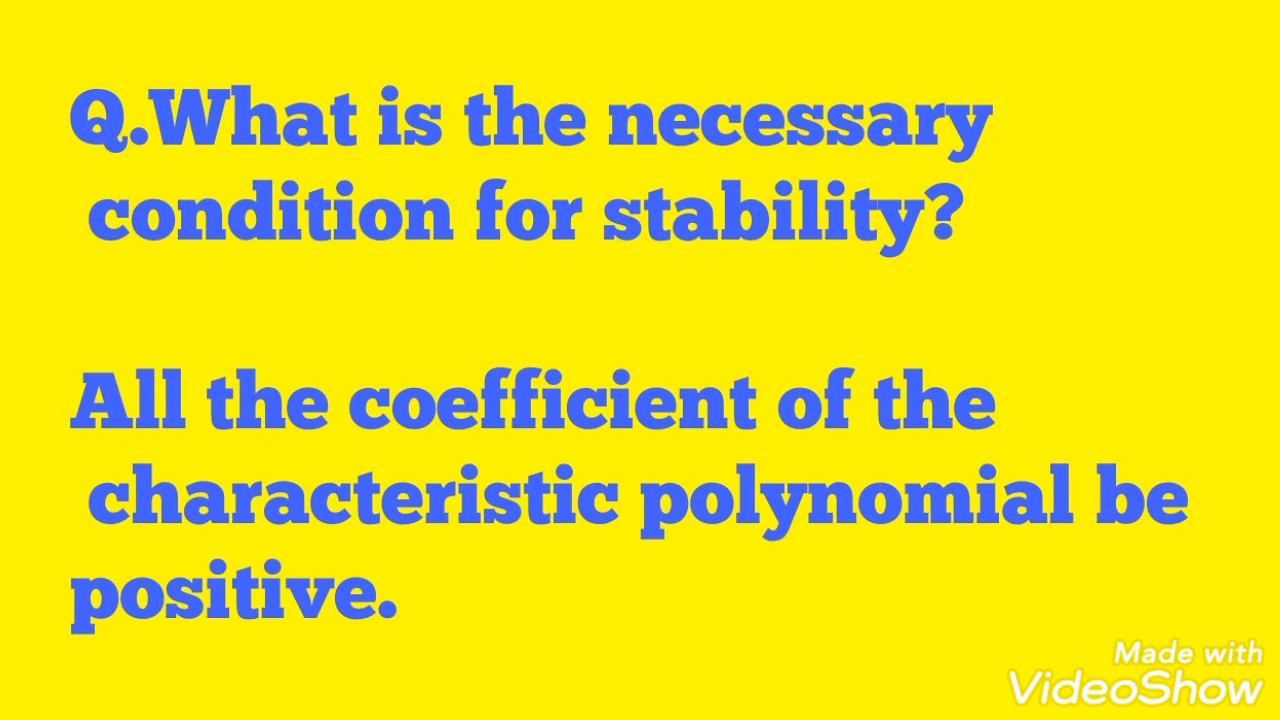 Q.What is the necessary
condition for stability?
All the coefficient of the
characteristic polynomial be
positive.
Made with
VideoShow